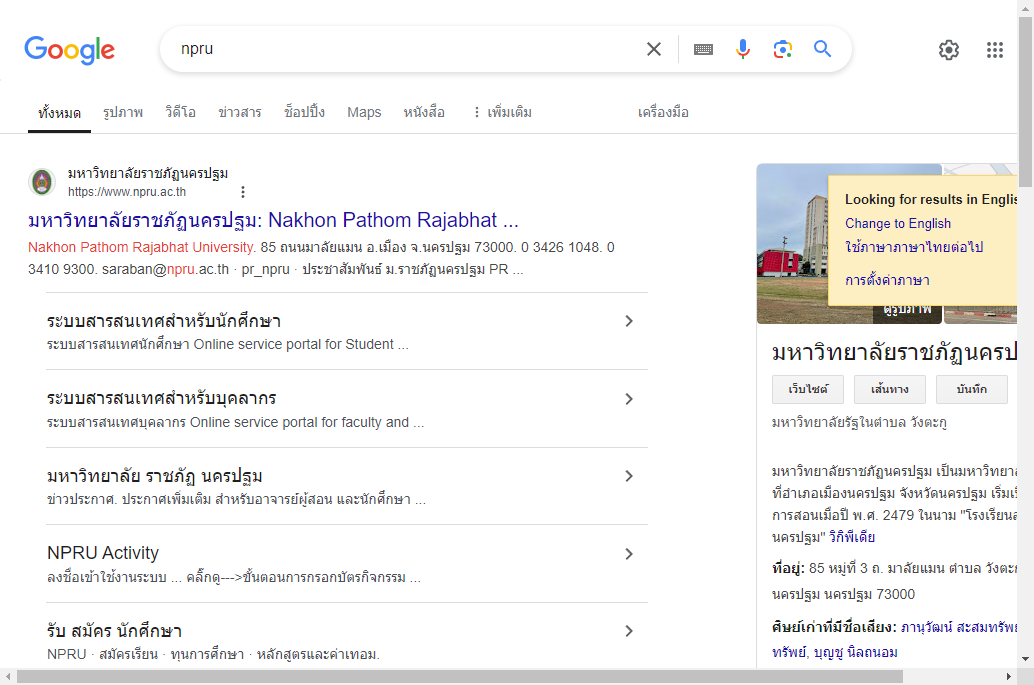 Google
npru
ทั้งหมด
รูปภาพ
วิดีโอ
ข่าวสาร
ช็อปปิ้ง
Maps
หนังสือ
เพิ่มเติม
เครื่องมือ
มหาวิทยาลัยราชภัฏนครปฐม
https://www.npru.ac.th
มหาวิทยาลัยราชภัฏนครปฐม: Nakhon Pathom Rajabhat ...
Nakhon Pathom Rajabhat University. 85 ถนนมาลัยแมน อ.เมือง จ.นครปฐม 73000. 0 3426 1048. 0
3410 9300. saraban@npru.ac.th · pr_npru · ประชาสัมพันธ์ ม.ราชภัฏนครปฐม PR ...
ระบบสารสนเทศสำหรับนักศึกษา
ระบบสารสนเทศนักศึกษา Online service portal for Student ...
ระบบสารสนเทศสำหรับบุคลากร
ระบบสารสนเทศบุคลากร Online service portal for faculty and ...
มหาวิทยาลัย ราชภัฏ นครปฐม
ข่าวประกาศ. ประกาศเพิ่มเติม สำหรับอาจารย์ผู้สอน และนักศึกษา ...
NPRU Activity
ลงชื่อเข้าใช้งานระบบ ... คลิ๊กดู--->ขั้นตอนการกรอกบัตรกิจกรรม ...
รับ สมัคร นักศึกษา
NPRU · สมัครเรียน · ทุนการศึกษา · หลักสูตรและค่าเทอม.
Looking for results in Englis
Change to English
ใช้ภาษาภาษาไทยต่อไป
การตั้งค่าภาษา
ดูรูปภาพ
มหาวิทยาลัยราชภัฏนครป
เว็บไซต์
เส้นทาง
บันทึก
มหาวิทยาลัยรัฐในตำบล วังตะกู
มหาวิทยาลัยราชภัฏนครปฐม เป็นมหาวิทยา
ที่อำเภอเมืองนครปฐม จังหวัดนครปฐม เริ่มเ
การสอนเมื่อปี พ.ศ. 2479 ในนาม "โรงเรียน
นครปฐม" วิกิพีเดีย
ที่อยู่: 85 หมู่ที่ 3 ถ. มาลัยแมน ตำบล วังตะ
นครปฐม นครปฐม 73000
ศิษย์เก่าที่มีชื่อเสียง: ภานุวัฒน์ สะสมทรัพย
ทรัพย์, บุญชู นิลถนอม